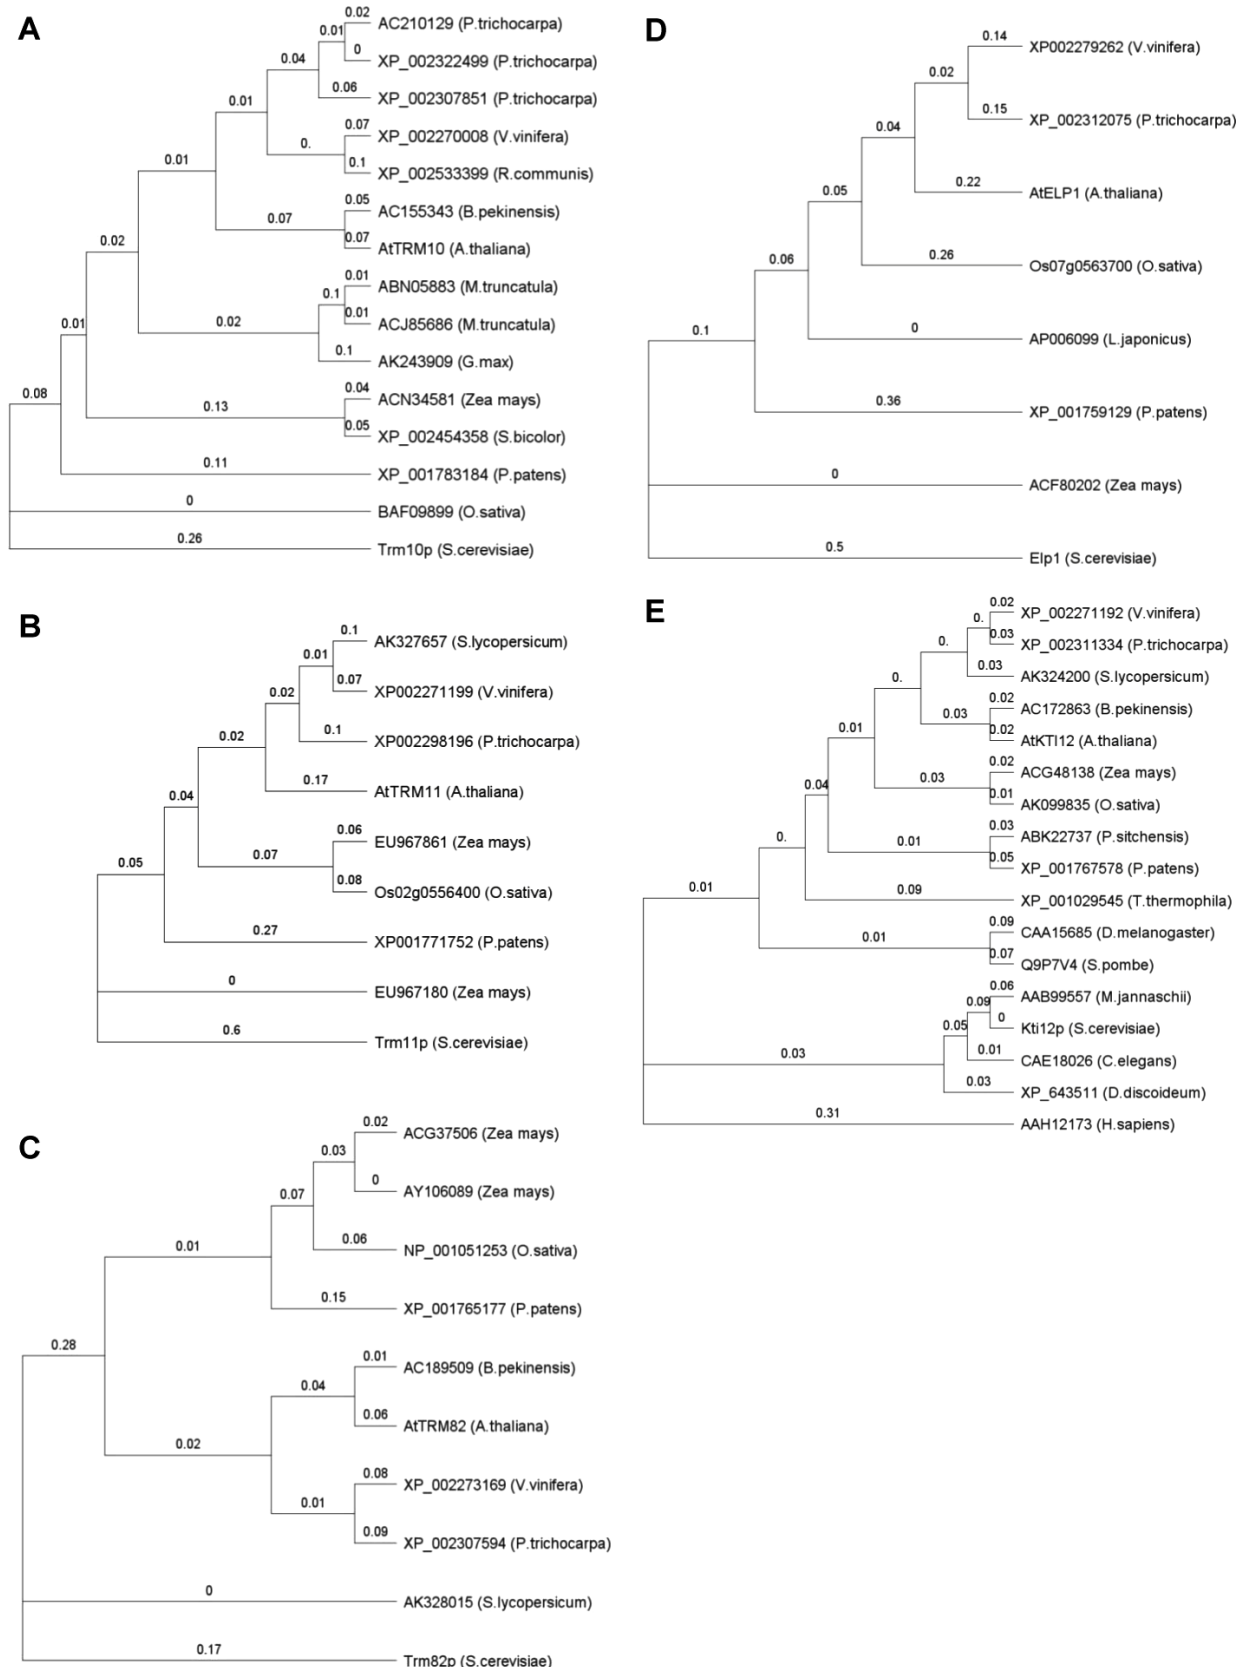 A
0.02
AC210129 (P.trichocarpa)
0.01
0
XP_002322499 (P.trichocarpa)
0.04
0.06
XP_002307851 (P.trichocarpa)
0.01
0.07
XP_002270008 (V.vinifera)
0.
0.1
XP_002533399 (R.communis)
0.01
0.05
AC155343 (B.pekinensis)
0.07
0.07
AtTRM10 (A.thaliana)
0.02
0.01
ABN05883 (M.truncatula)
0.1
0.01
ACJ85686 (M.truncatula)
0.02
0.1
AK243909 (G.max)
0.01
0.04
ACN34581 (Zea mays)
0.13
0.05
XP_002454358 (S.bicolor)
0.08
0.11
XP_001783184 (P.patens)
0
BAF09899 (O.sativa)
0.26
Trm10p (S.cerevisiae)
B
0.1
AK327657 (S.lycopersicum)
0.01
0.07
XP002271199 (V.vinifera)
0.02
0.1
XP002298196 (P.trichocarpa)
0.02
0.17
AtTRM11 (A.thaliana)
0.04
0.06
EU967861 (Zea mays)
0.07
0.08
Os02g0556400 (O.sativa)
0.05
0.27
XP001771752 (P.patens)
0
EU967180 (Zea mays)
0.6
Trm11p (S.cerevisiae)
C
0.02
ACG37506 (Zea mays)
0.03
0
AY106089 (Zea mays)
0.07
0.06
NP_001051253 (O.sativa)
0.01
0.15
XP_001765177 (P.patens)
0.28
0.01
AC189509 (B.pekinensis)
0.04
0.06
AtTRM82 (A.thaliana)
0.02
0.08
XP_002273169 (V.vinifera)
0.01
0.09
XP_002307594 (P.trichocarpa)
0
AK328015 (S.lycopersicum)
0.17
Trm82p (S.cerevisiae)
D
0.14
XP002279262 (V.vinifera)
0.02
0.15
XP_002312075 (P.trichocarpa)
0.04
0.22
AtELP1 (A.thaliana)
0.05
0.26
Os07g0563700 (O.sativa)
0.06
0
AP006099 (L.japonicus)
0.1
0.36
XP_001759129 (P.patens)
0
ACF80202 (Zea mays)
0.5
Elp1 (S.cerevisiae)
E
0.02
XP_002271192 (V.vinifera)
0.
0.03
XP_002311334 (P.trichocarpa)
0.
0.03
AK324200 (S.lycopersicum)
0.
0.02
AC172863 (B.pekinensis)
0.03
0.02
AtKTI12 (A.thaliana)
0.01
0.02
ACG48138 (Zea mays)
0.03
0.01
AK099835 (O.sativa)
0.04
0.03
ABK22737 (P.sitchensis)
0.01
0.05
XP_001767578 (P.patens)
0.
0.09
XP_001029545 (T.thermophila)
0.01
0.09
CAA15685 (D.melanogaster)
0.01
0.07
Q9P7V4 (S.pombe)
0.06
AAB99557 (M.jannaschii)
0.09
0
Kti12p (S.cerevisiae)
0.05
0.01
CAE18026 (C.elegans)
0.03
0.03
XP_643511 (D.discoideum)
0.31
AAH12173 (H.sapiens)